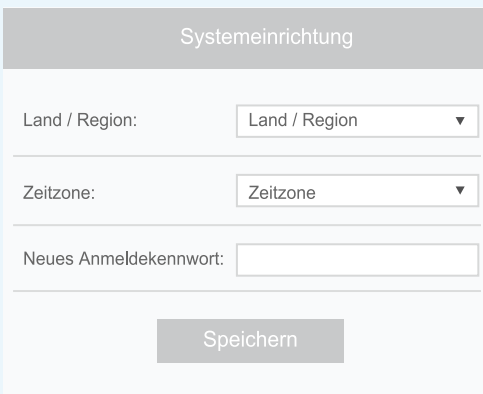 Systemeinrichtung
Land / Region: Land / Region
Zeitzone: Zeitzone
Neues Anmeldekennwort:
Speichern